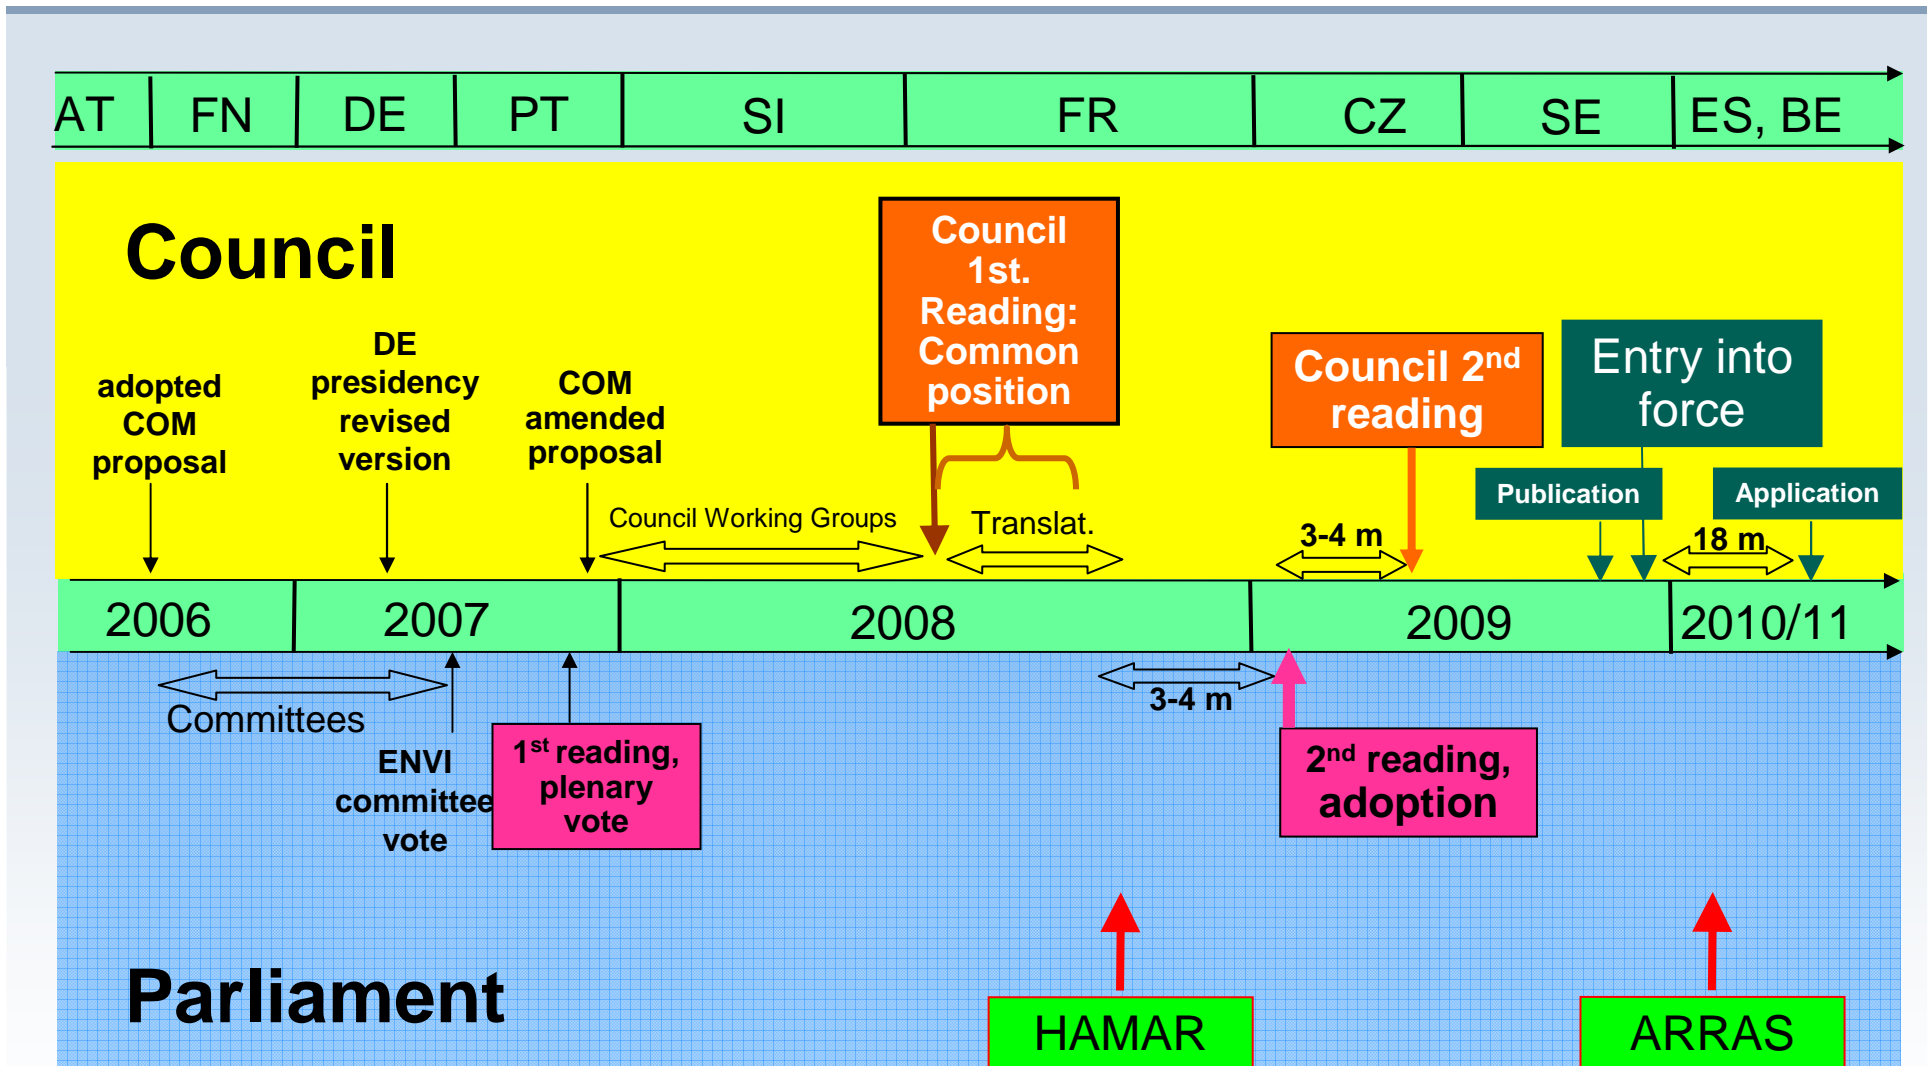 AT FN DE PT SI FR CZ SE ES, BE
Council
adopted
COM
proposal
DE
presidency
revised
version
COM
amended
proposal
Council Working Groups
Council
1st.
Reading:
Common
position
Translat.
Council 2nd
reading
3-4 m
Entry into
force
Publication
Application
18 m
2006 2007 2008 2009 2010/11
Committees
ENVI
committee
vote
1st reading,
plenary
vote
3-4 m
2nd reading,
adoption
Parliament
HAMAR
ARRAS